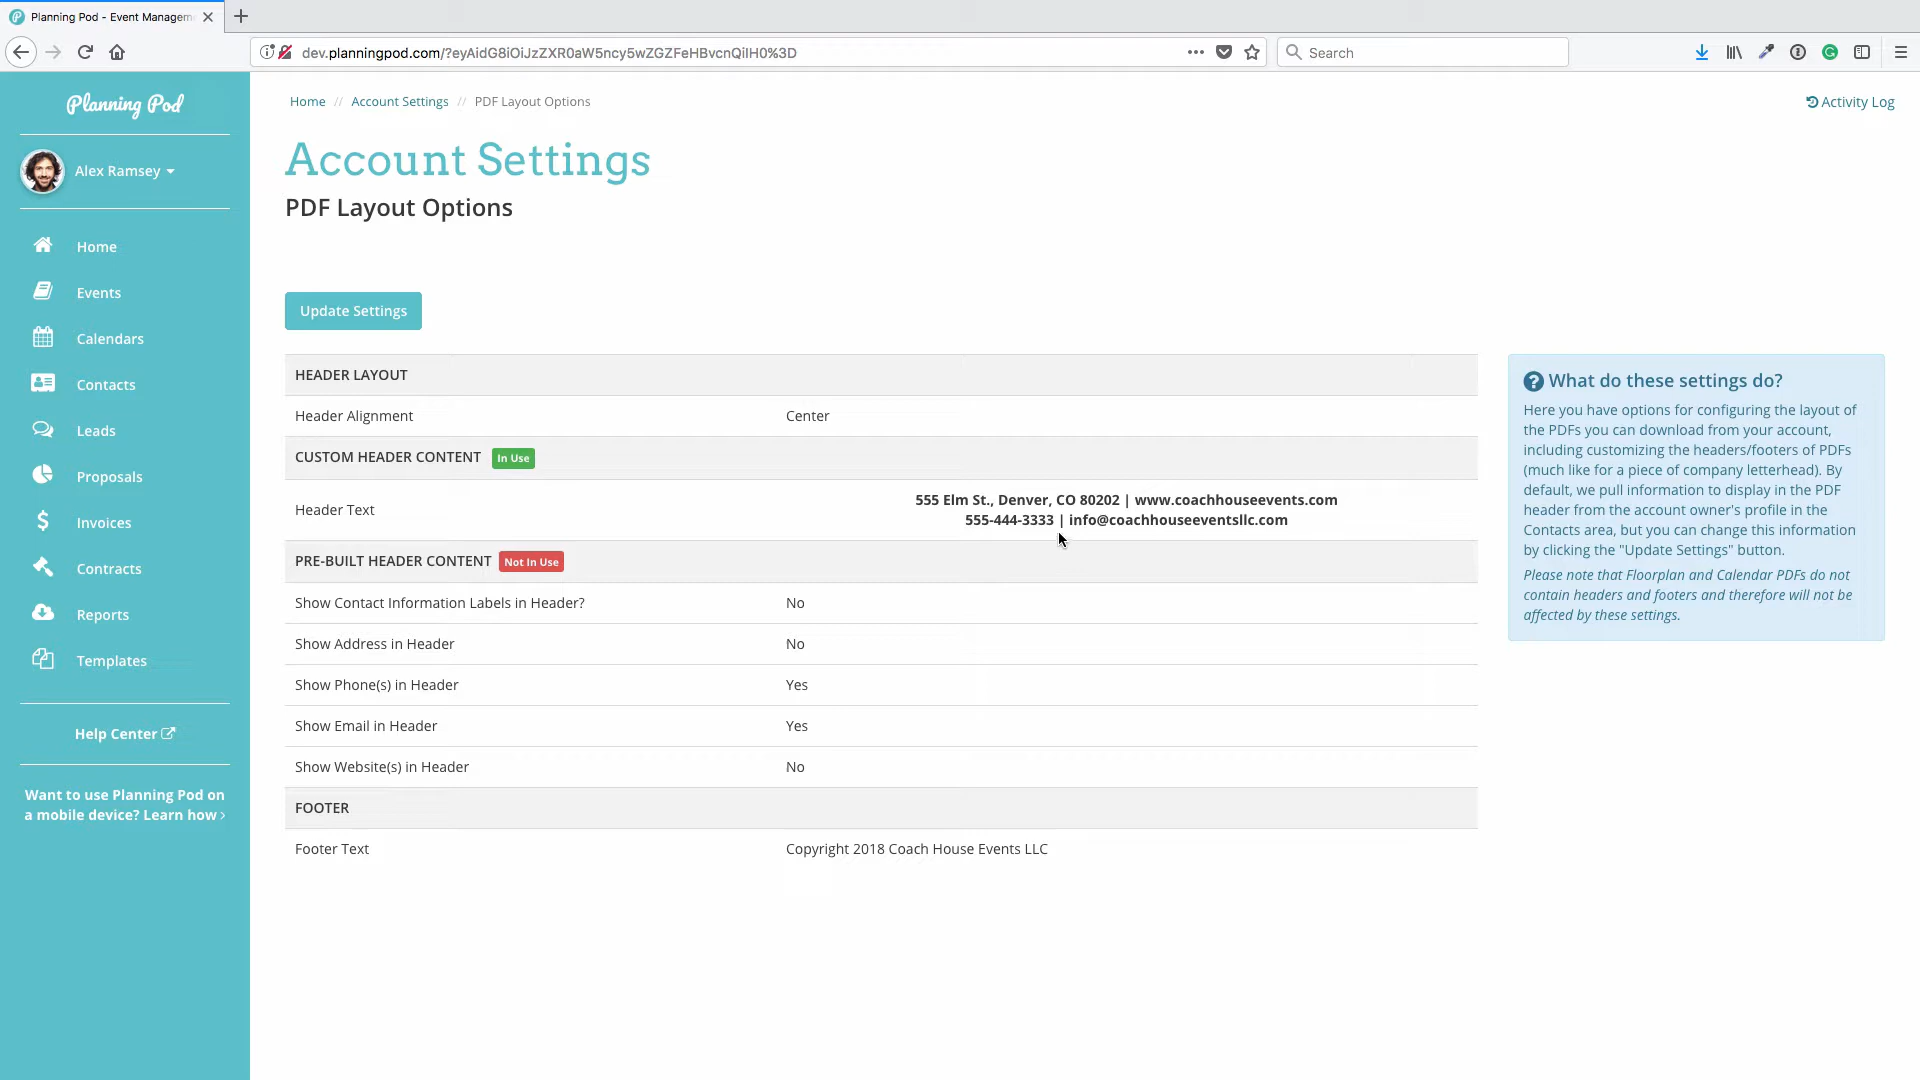 Planning Pod - Event Managem
dev.planningpod.com/?eyAidG8iOiJzZXR0aW5ncy5wZGZFeHBvcnQiIH0%3D
Search
Planning Pod
Alex Ramsey
Home
Events
Calendars
Contacts
Leads
Proposals
Invoices
Contracts
Reports
Templates
Help Center
Want to use Planning Pod on
a mobile device? Learn how ›
Home // Account Settings // PDF Layout Options
Activity Log
Account Settings
PDF Layout Options
Update Settings
HEADER LAYOUT
Header Alignment Center
CUSTOM HEADER CONTENT In Use
Header Text
555 Elm St., Denver, CO 80202 | www.coachhouseevents.com
555-444-3333 | info@coachhouseeventsllc.com
PRE-BUILT HEADER CONTENT Not In Use
Show Contact Information Labels in Header? No
Show Address in Header No
Show Phone(s) in Header Yes
Show Email in Header Yes
Show Website(s) in Header No
FOOTER
Footer Text Copyright 2018 Coach House Events LLC
What do these settings do?
Here you have options for configuring the layout of
the PDFs you can download from your account,
including customizing the headers/footers of PDFs
(much like for a piece of company letterhead). By
default, we pull information to display in the PDF
header from the account owner's profile in the
Contacts area, but you can change this information
by clicking the "Update Settings" button.
Please note that Floorplan and Calendar PDFs do not
contain headers and footers and therefore will not be
affected by these settings.